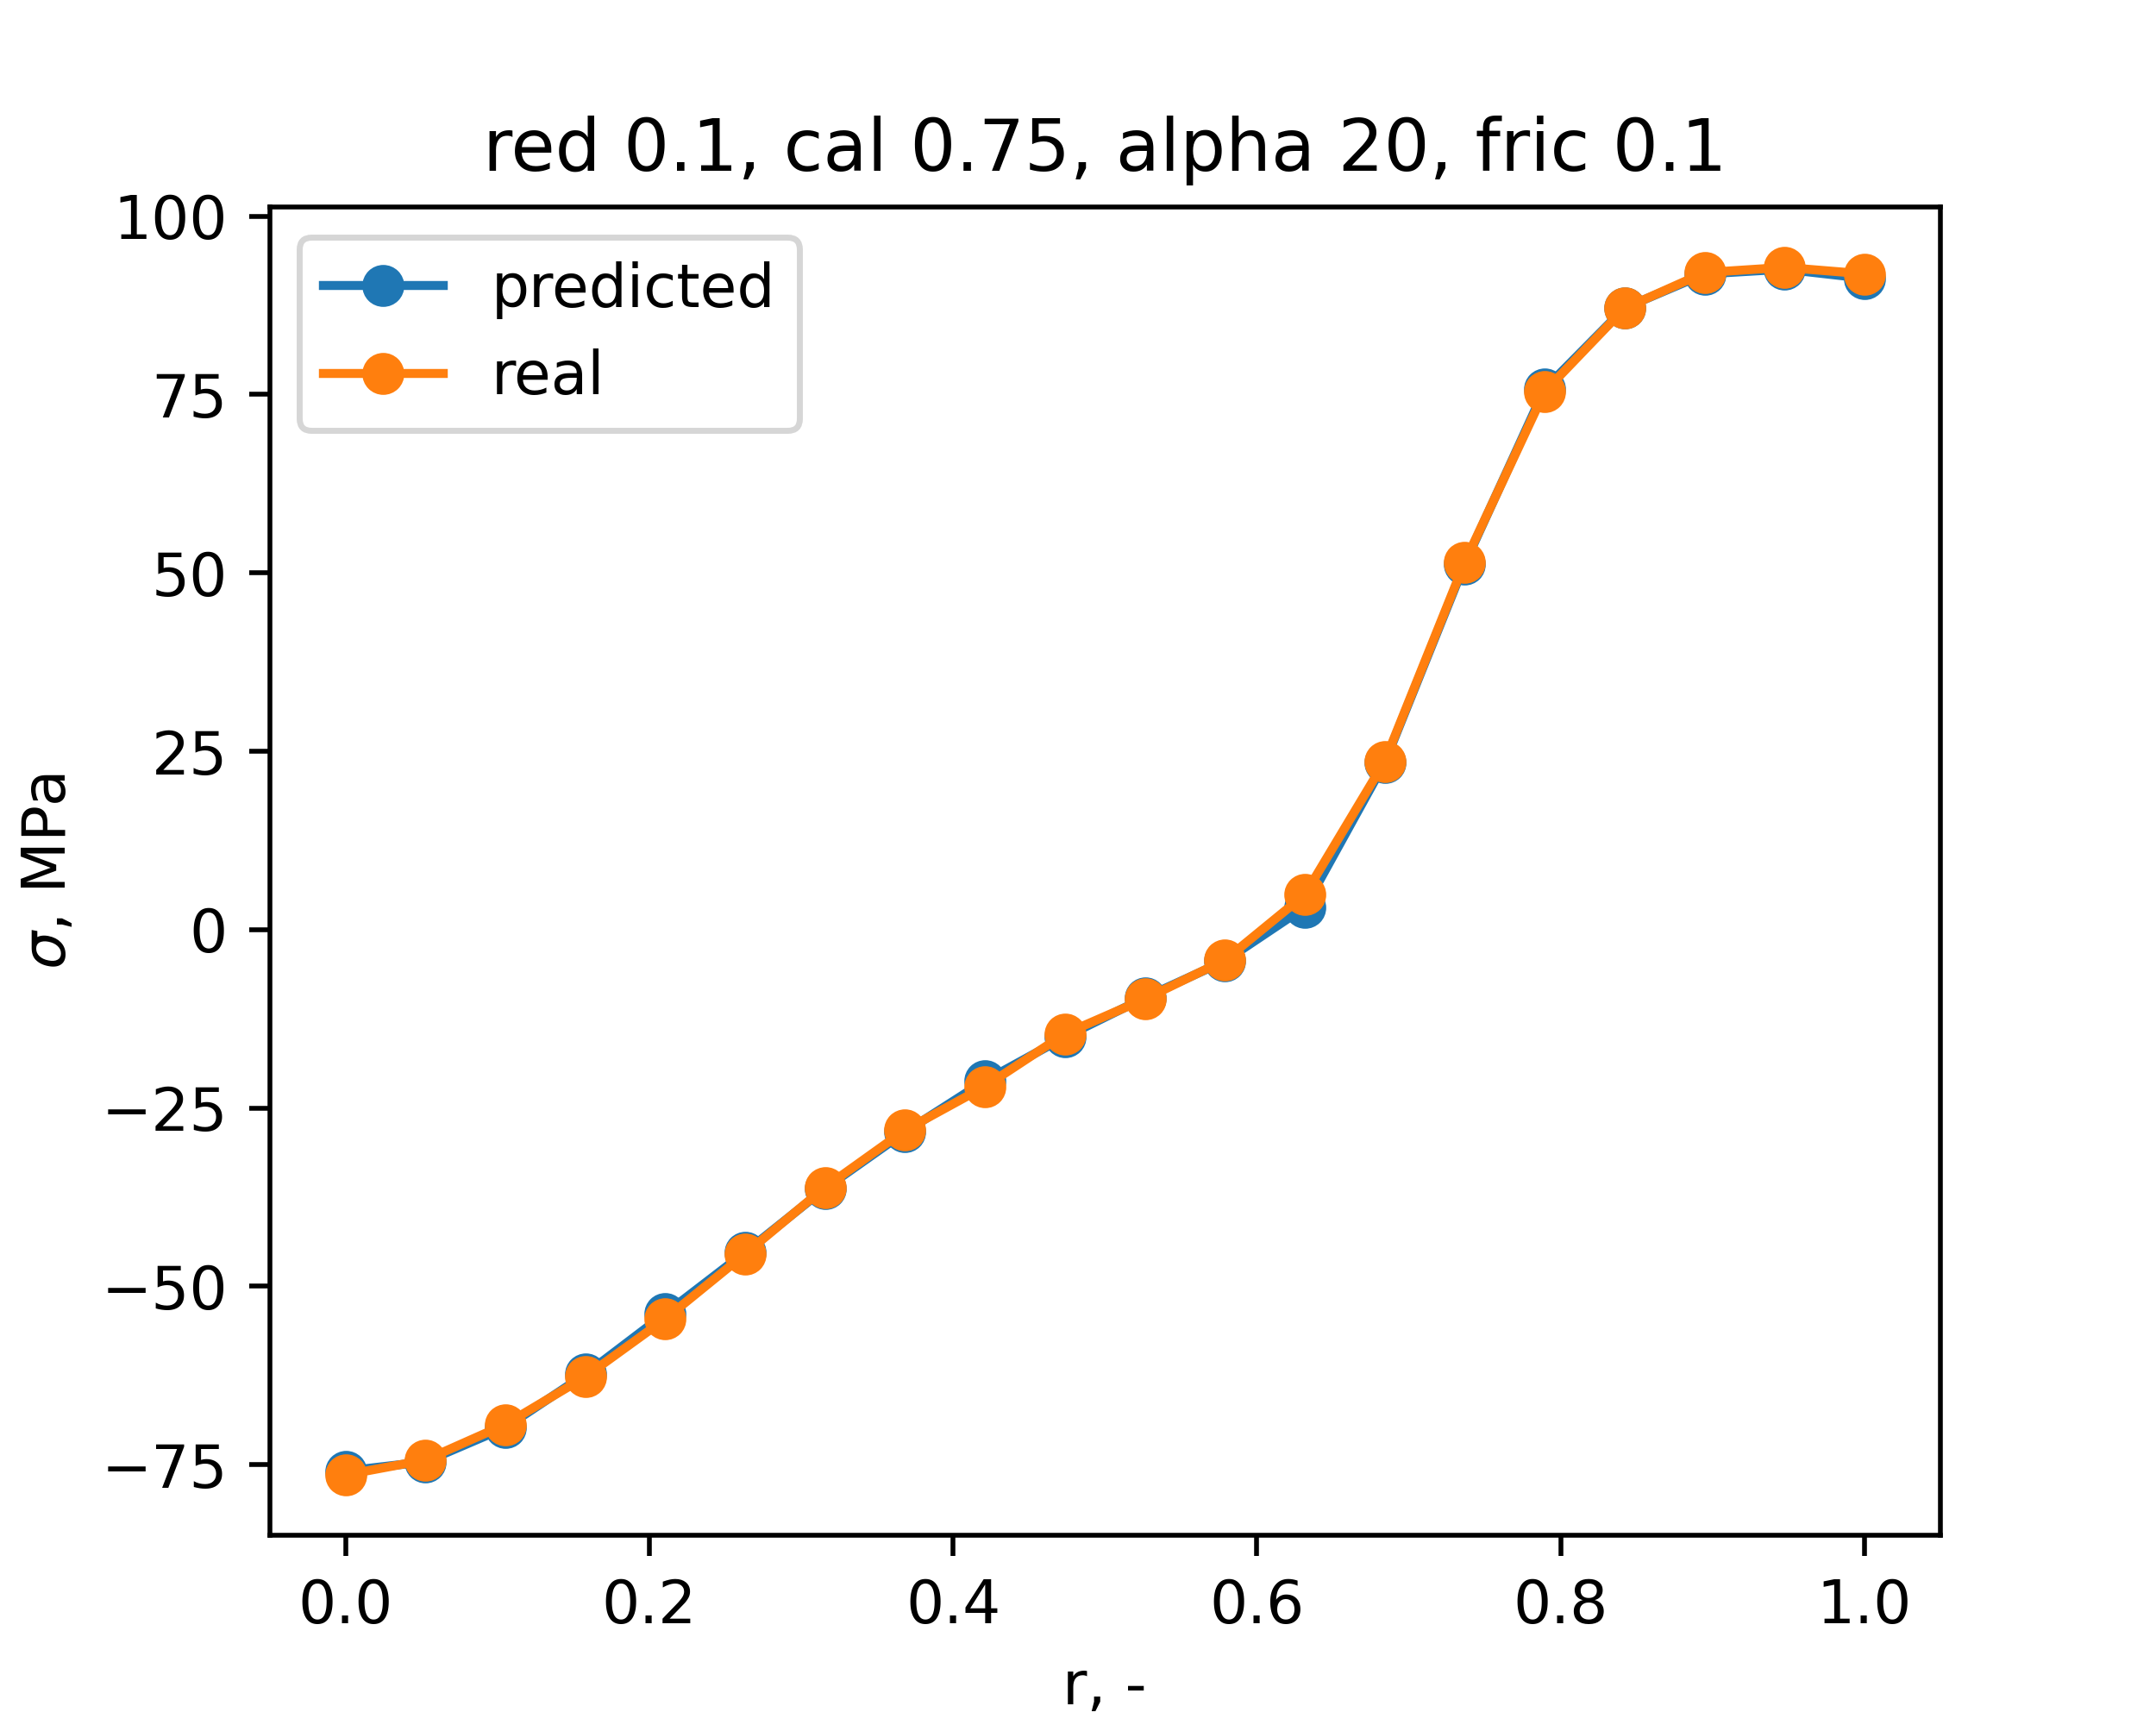 red 0.1, cal 0.75, alpha 20, fric 0.1
predicted
real
100
75
50
25
0
−25
−50
−75
σ, MPa
0.0 0.2 0.4 0.6 0.8 1.0
r, -